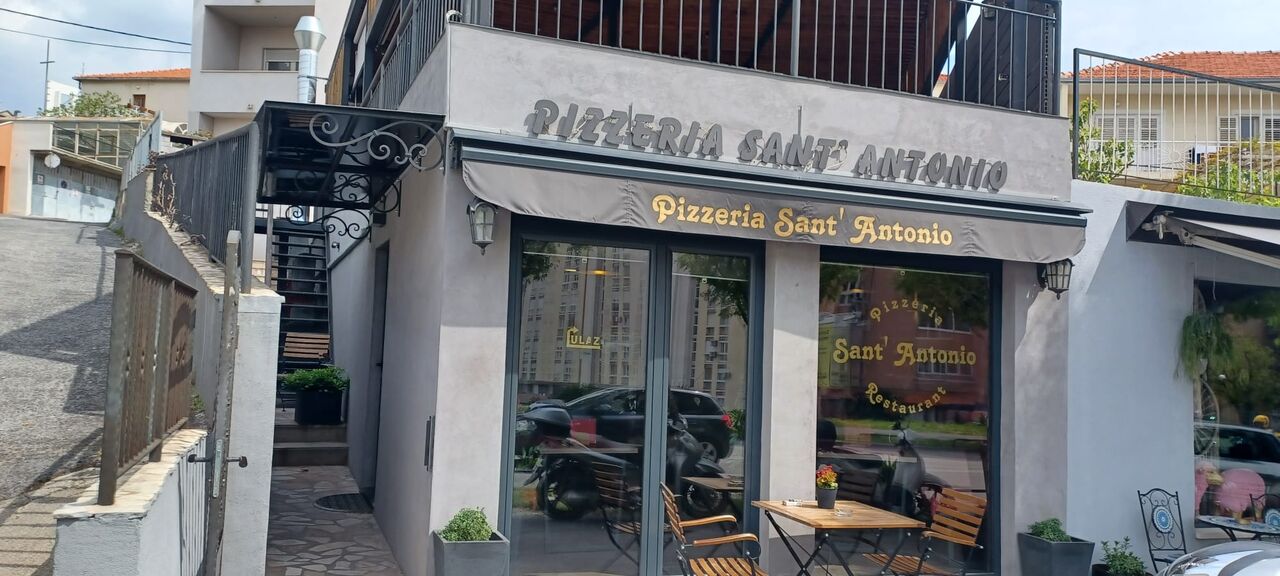 PIZZERIA SANT' ANTONIO
Pizzeria Sant' Antonio
ULAZ
Pizzeria
Sant' Antonio
Restaurant